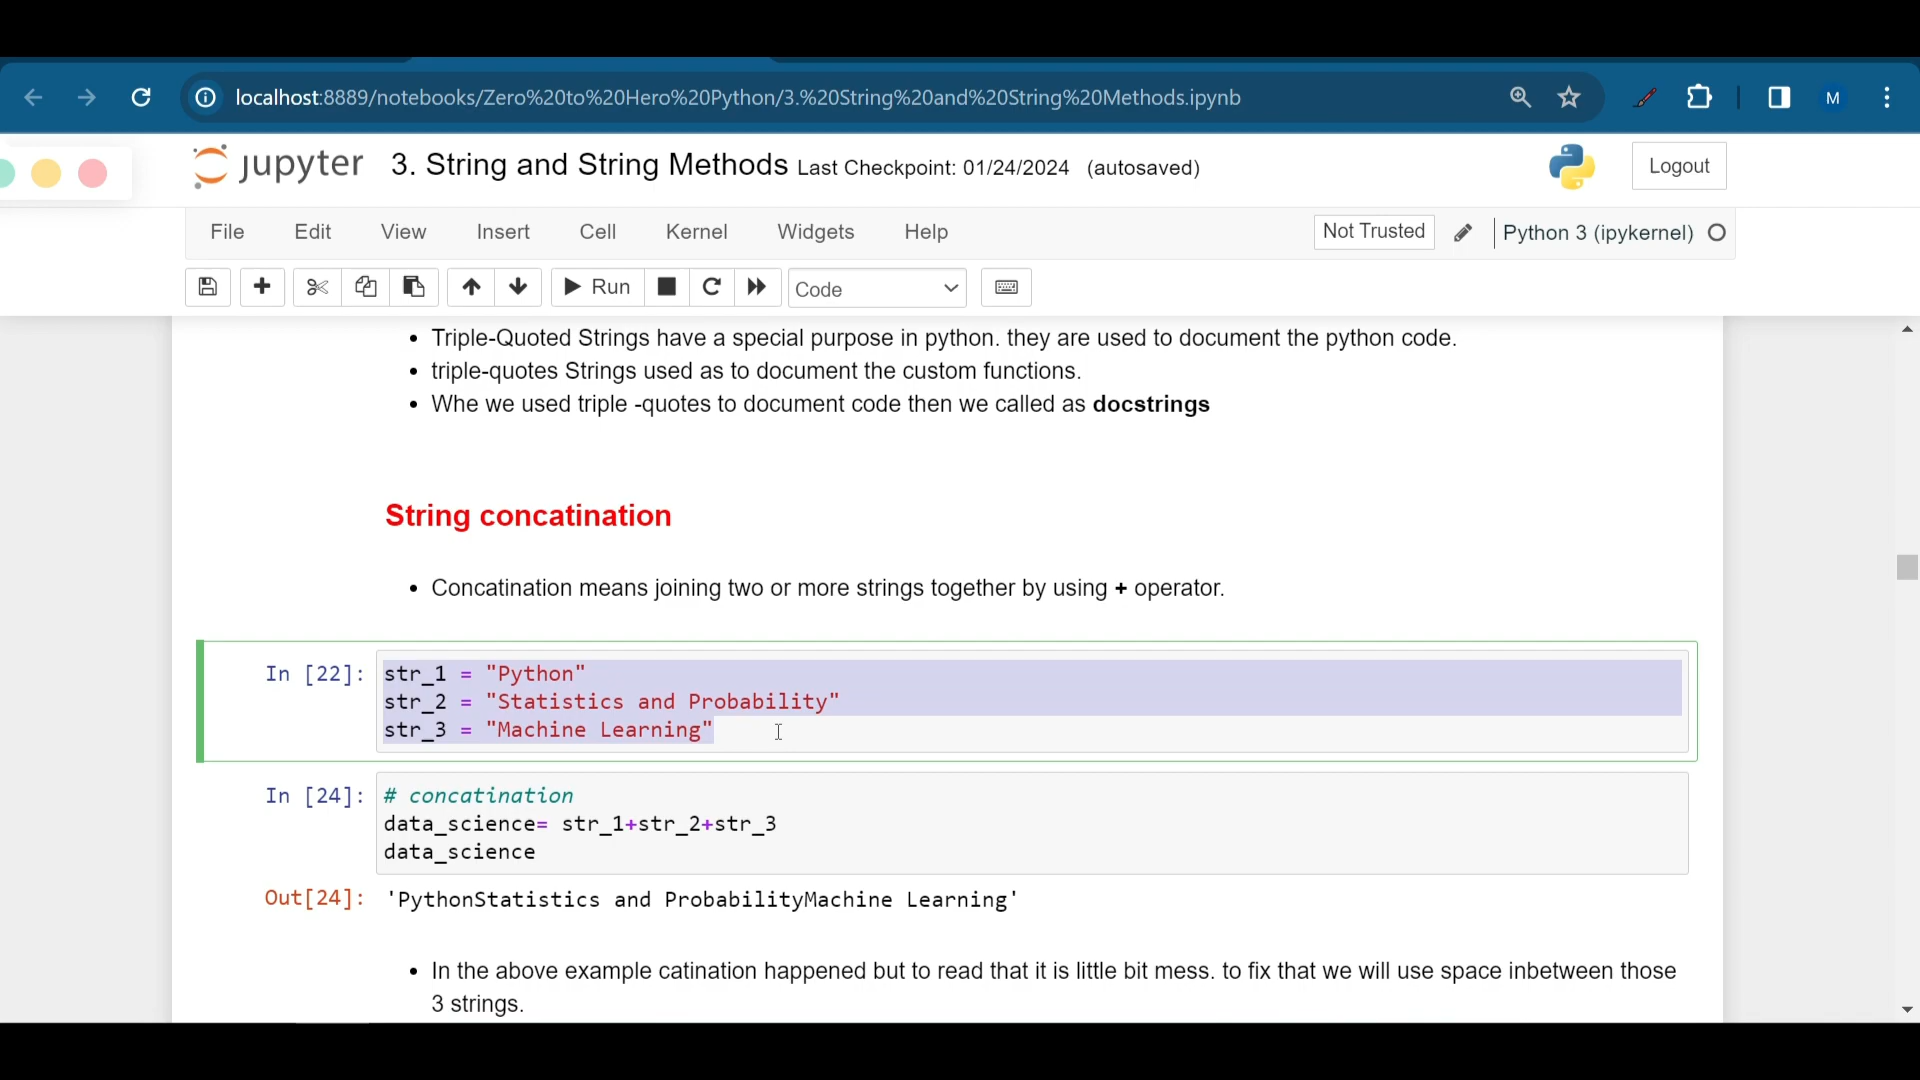 localhost:8889/notebooks/Zero%20to%20Hero%20Python/3.%20String%20and%20String%20Methods.ipynb
M
jupyter 3. String and String Methods Last Checkpoint: 01/24/2024 (autosaved)
Logout
File Edit View Insert Cell Kernel Widgets Help
Not Trusted
Python 3 (ipykernel)
Run
Code
• Triple-Quoted Strings have a special purpose in python. they are used to document the python code.
• triple-quotes Strings used as to document the custom functions.
• Whe we used triple -quotes to document code then we called as docstrings
String concatination
• Concatination means joining two or more strings together by using + operator.
In [22]: str_1 = "Python"
str_2 = "Statistics and Probability"
str_3 = "Machine Learning"
In [24]: # concatination
data_science= str_1+str_2+str_3
data_science
Out[24]: 'PythonStatistics and ProbabilityMachine Learning'
• In the above example catination happened but to read that it is little bit mess. to fix that we will use space inbetween those
3 strings.